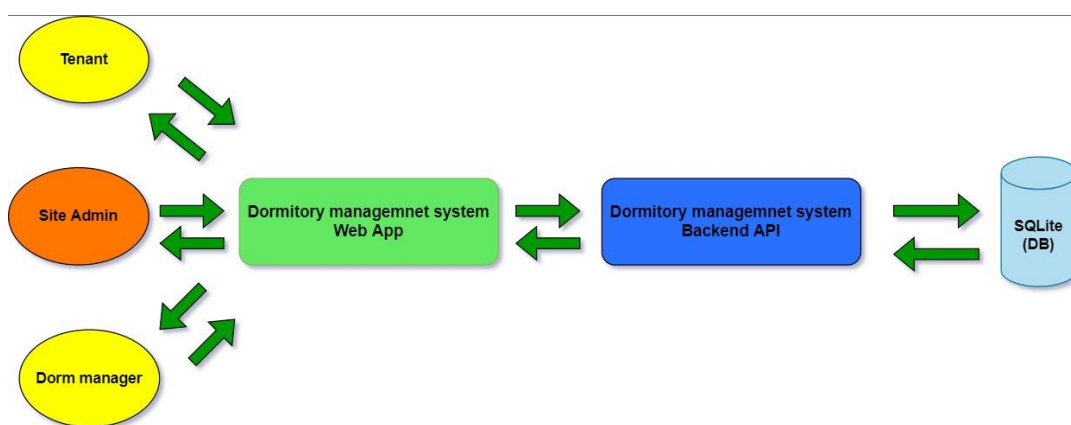 Tenant
Site Admin
Dorm manager
Dormitory managemnet system
Web App
Dormitory managemnet system
Backend API
SQLite
(DB)